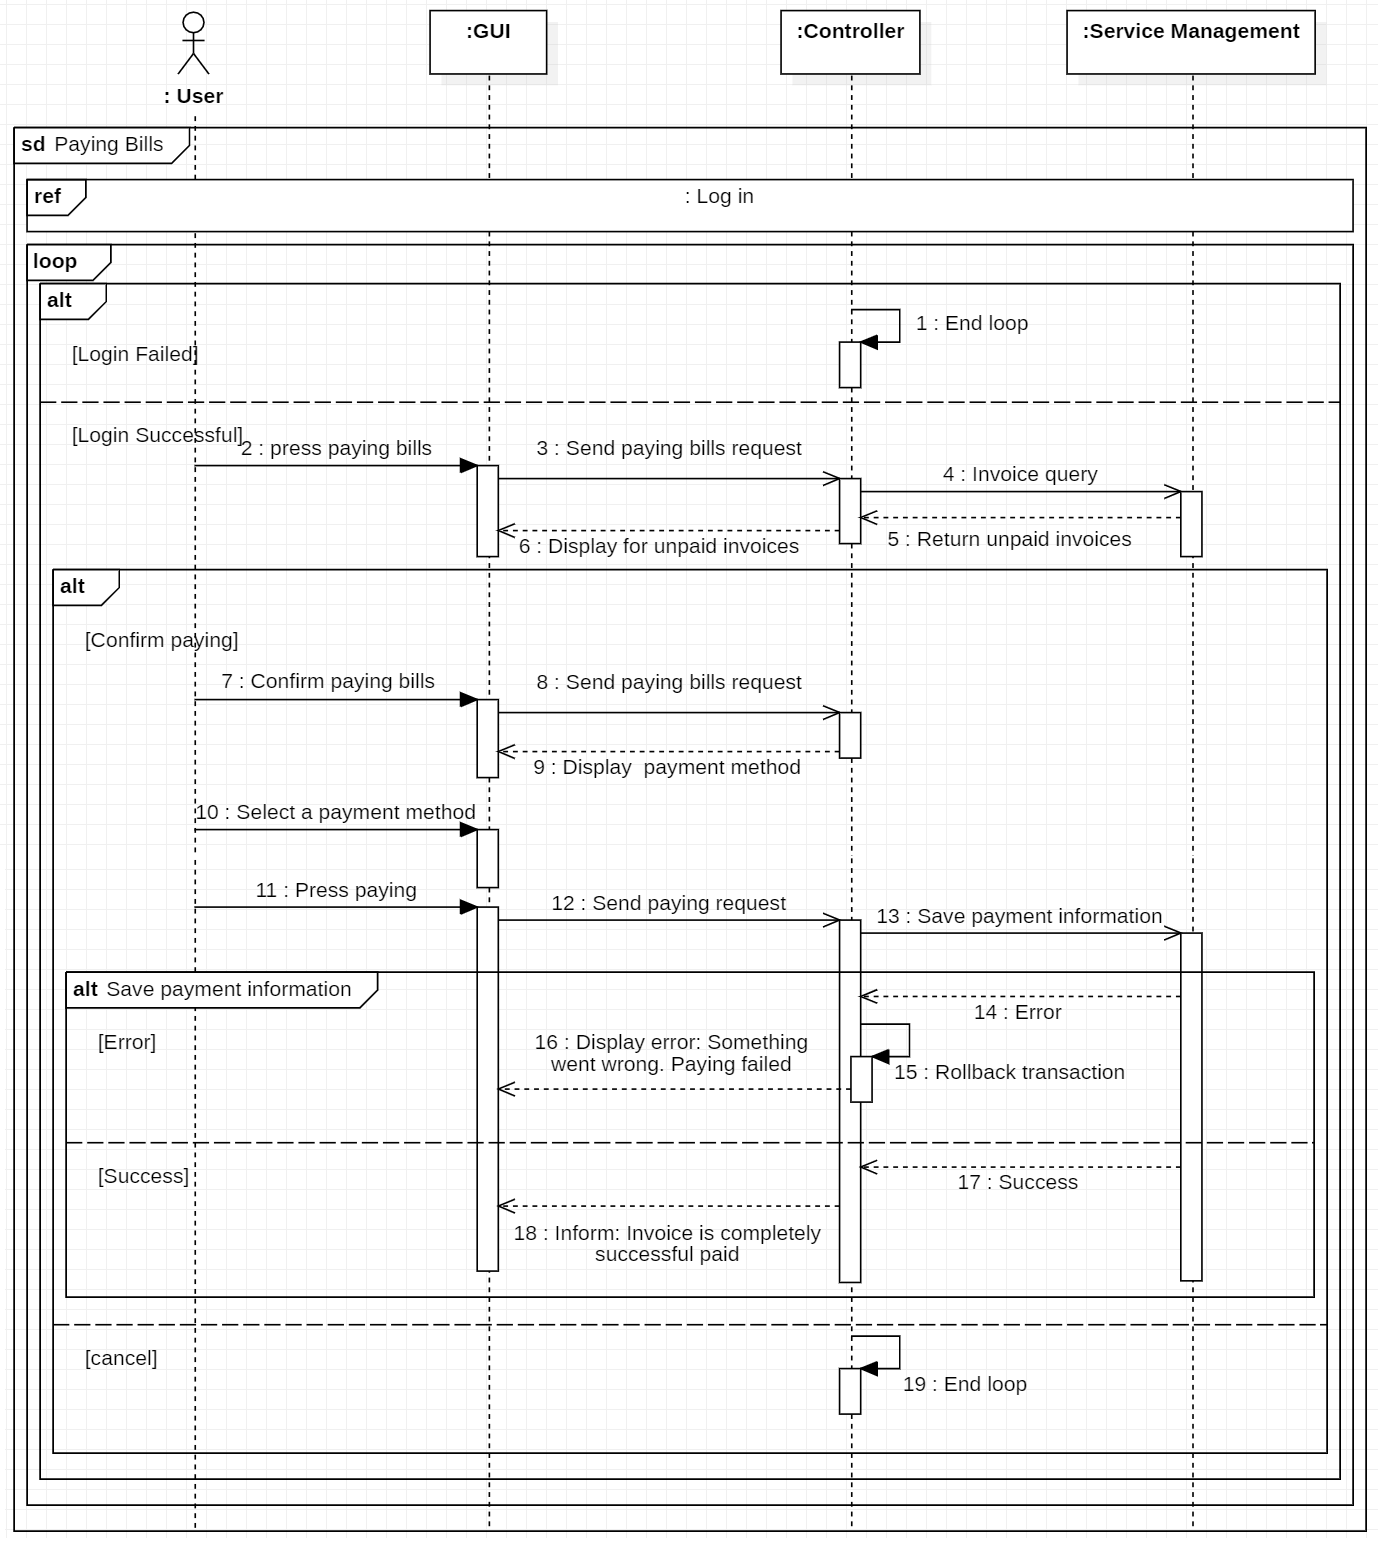 :GUI
:Controller
:Service Management
: User
sd Paying Bills
ref
: Log in
loop
alt
1 : End loop
[Login Failed]
[Login Successful]
2 : press paying bills
3 : Send paying bills request
4 : Invoice query
5 : Return unpaid invoices
6 : Display for unpaid invoices
alt
[Confirm paying]
7 : Confirm paying bills
8 : Send paying bills request
9 : Display  payment method
10 : Select a payment method
11 : Press paying
12 : Send paying request
13 : Save payment information
alt Save payment information
14 : Error
[Error]
16 : Display error: Something
went wrong. Paying failed
15 : Rollback transaction
[Success]
17 : Success
18 : Inform: Invoice is completely
successful paid
[cancel]
19 : End loop